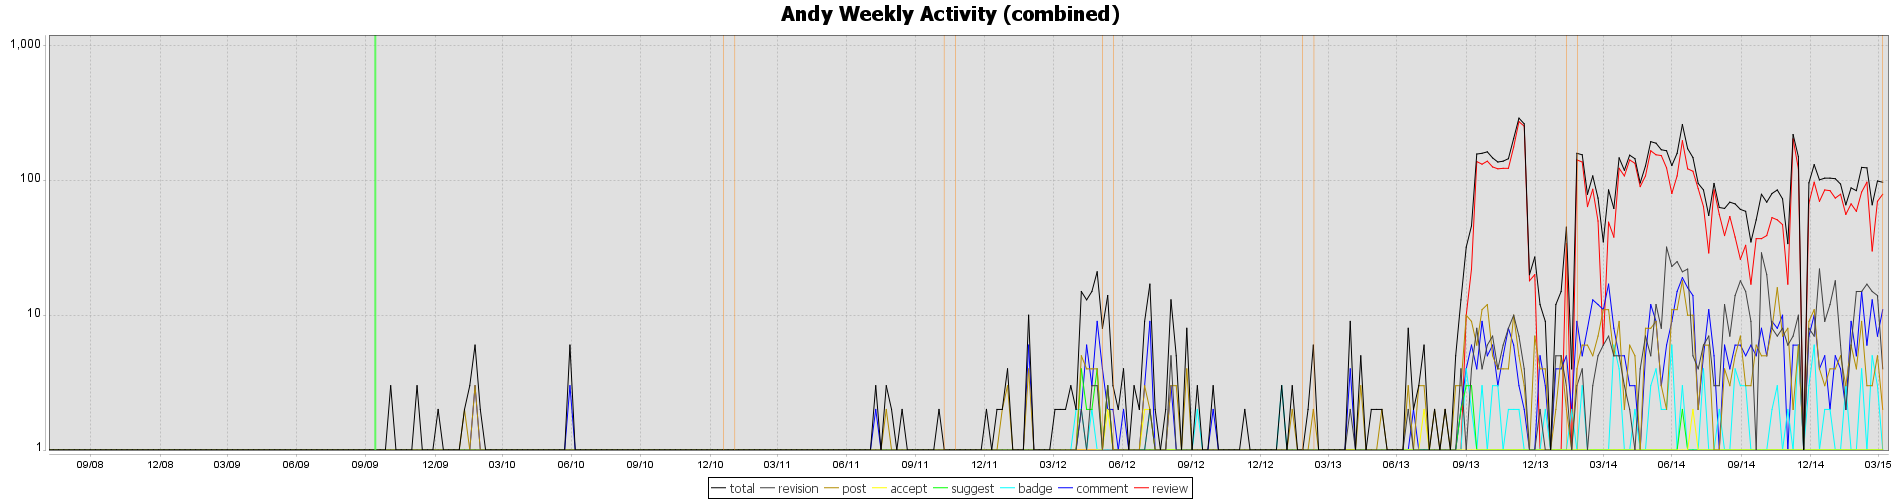 Andy Weekly Activity (combined)
1,000
100
10
1
09/08 12/08 03/09 06/09 09/09 12/09 03/10 06/10 09/10 12/10 03/11 06/11 09/11 12/11 03/12 06/12 09/12 12/12 03/13 06/13 09/13 12/13 03/14 06/14 09/14 12/14 03/15
total revision post accept suggest badge comment review